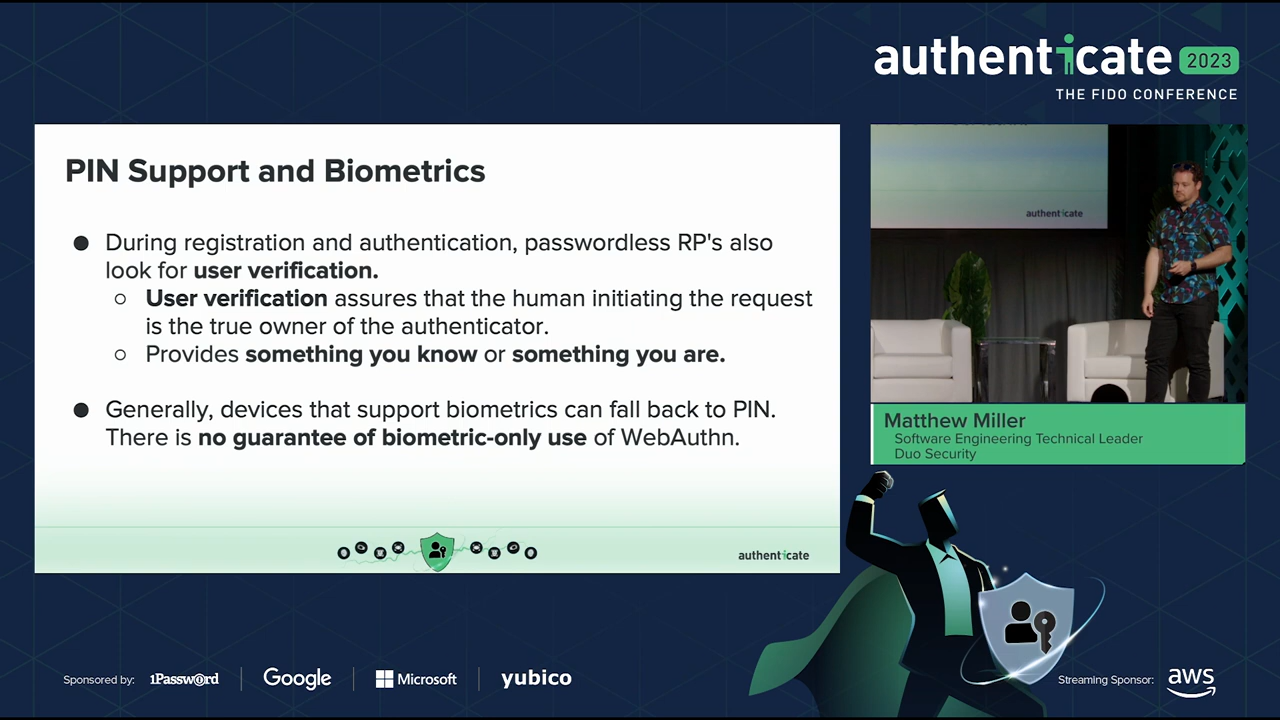 authenticate 2023
THE FIDO CONFERENCE
PIN Support and Biometrics
● During registration and authentication, passwordless RP's also
look for user verification.
○ User verification assures that the human initiating the request
is the true owner of the authenticator.
○ Provides something you know or something you are.
● Generally, devices that support biometrics can fall back to PIN.
There is no guarantee of biometric-only use of WebAuthn.
authenticate
authenticate
Matthew Miller
Software Engineering Technical Leader
Duo Security
Sponsored by: 1Password Google Microsoft yubico
Streaming Sponsor: aws